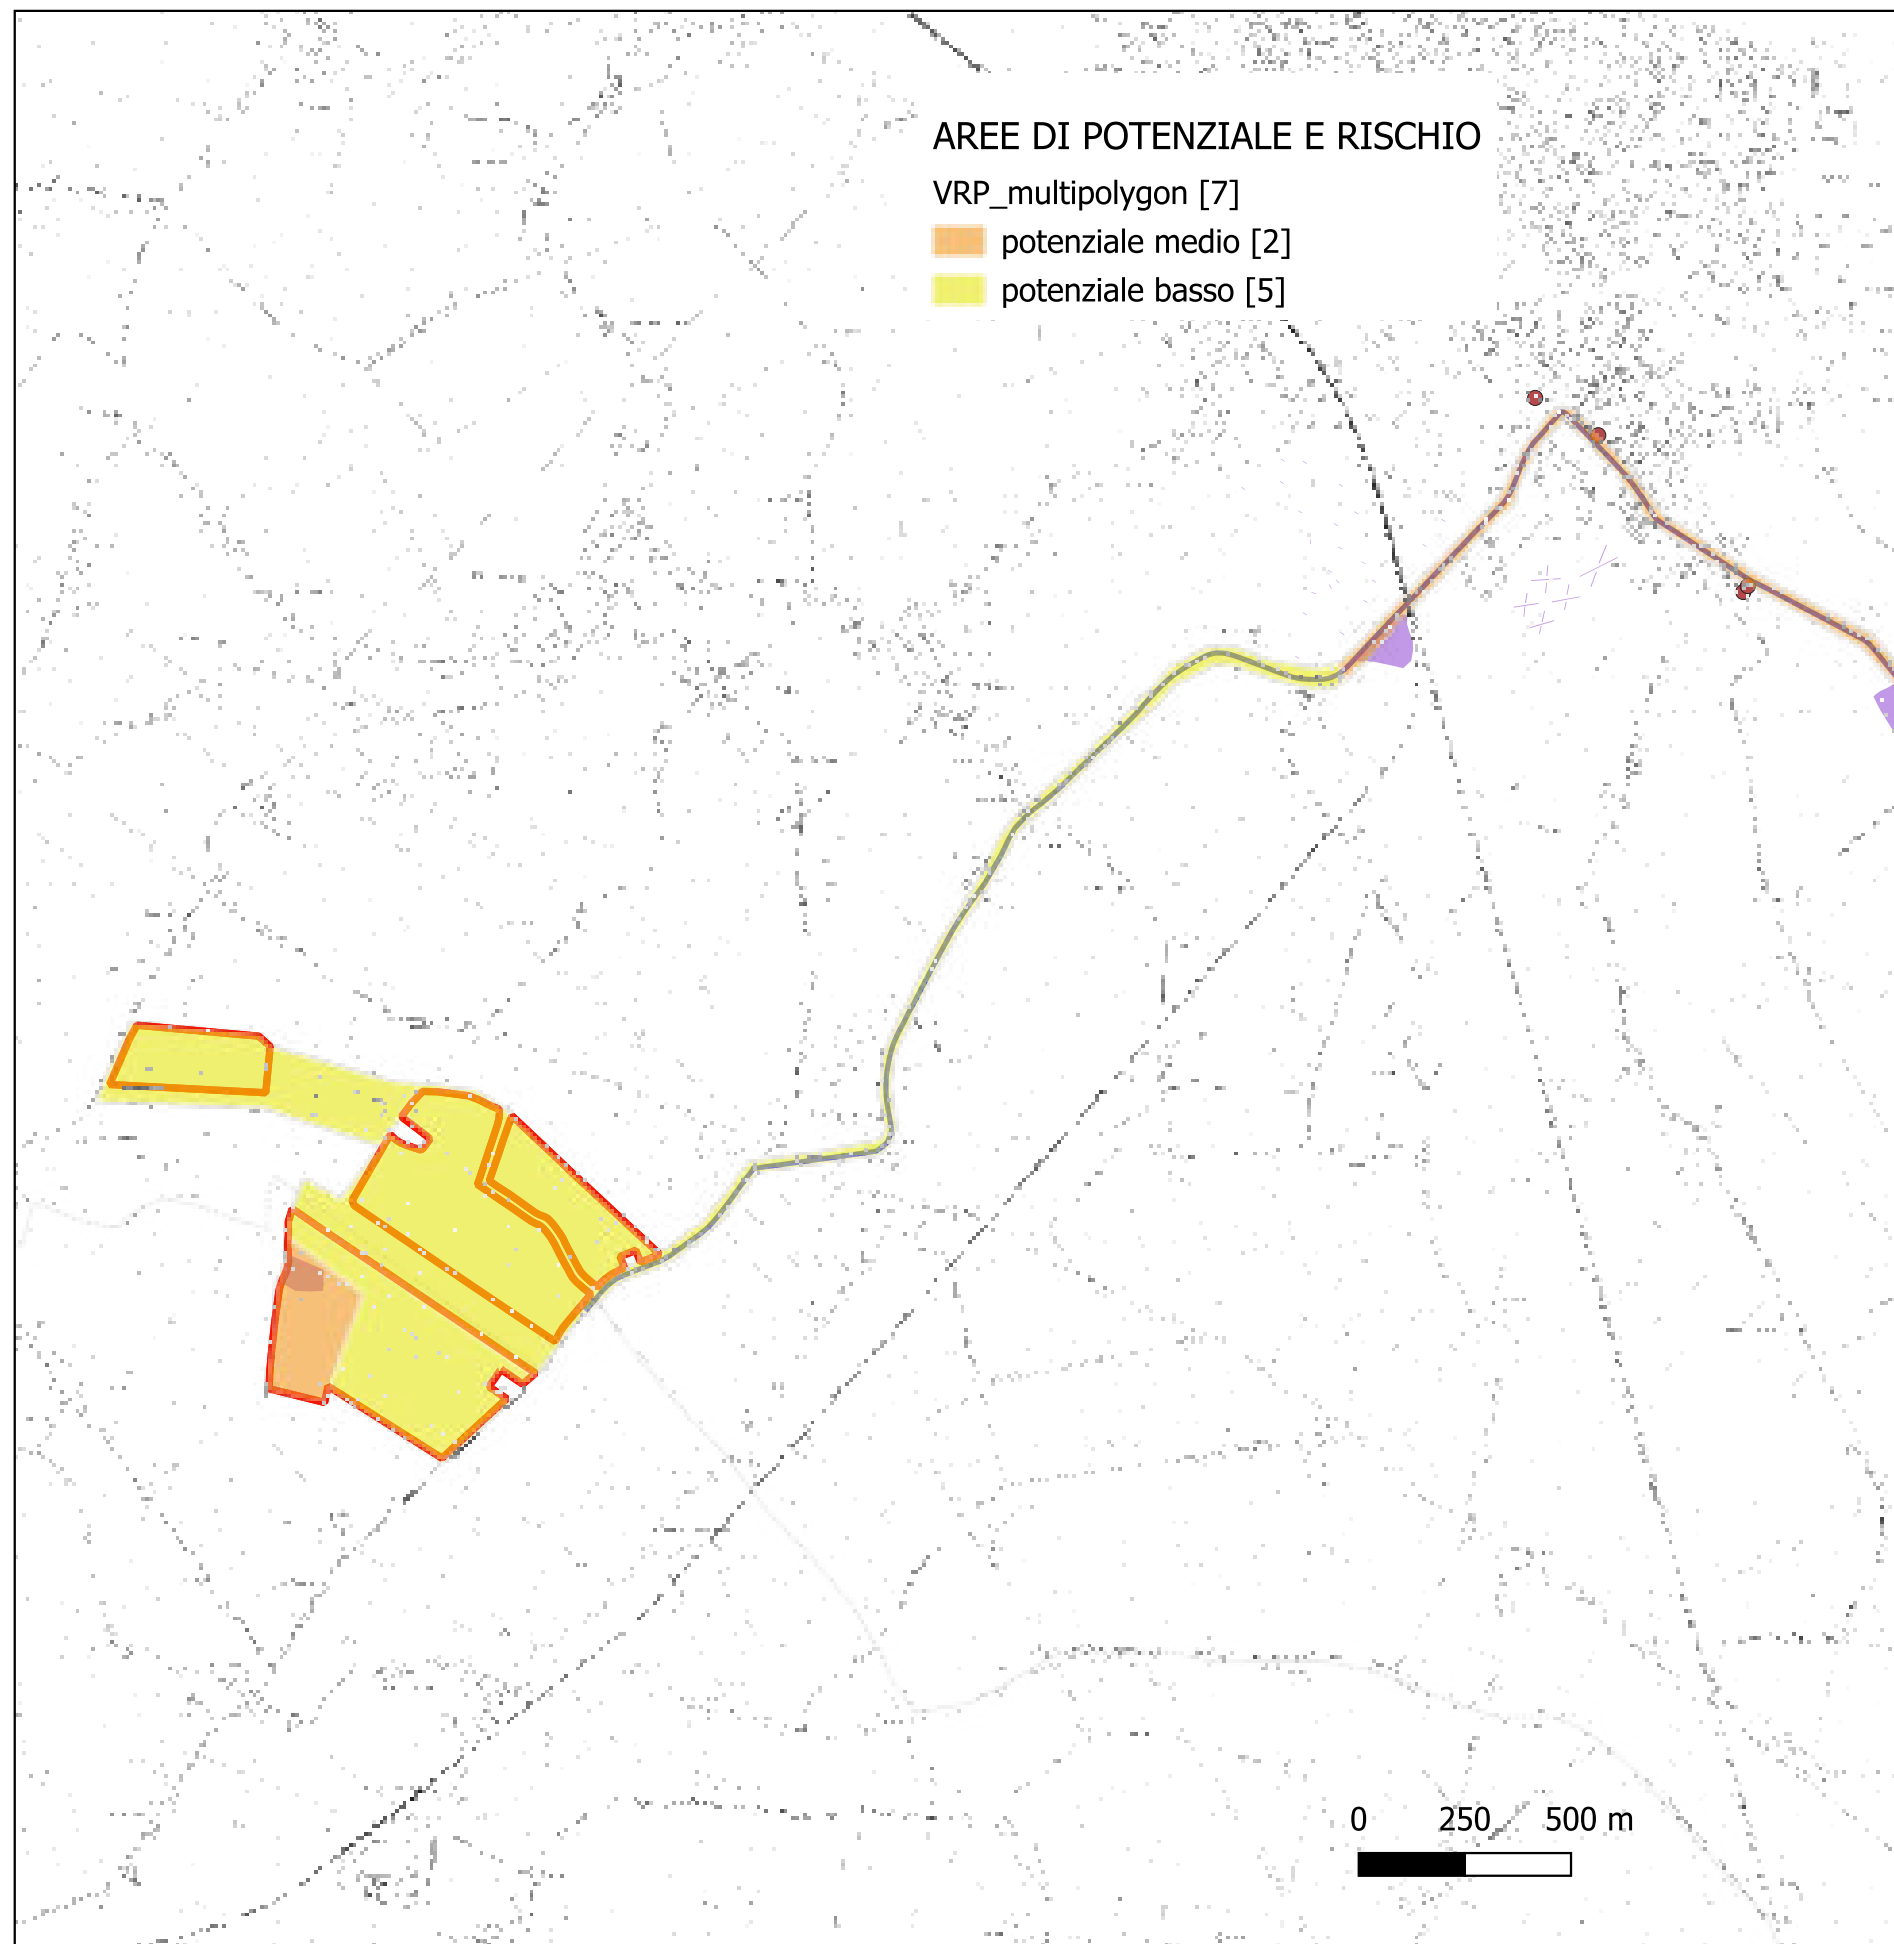 AREE DI POTENZIALE E RISCHIO
VRP_multipolygon [7]
potenziale medio [2]
potenziale basso [5]
0 250 500 m